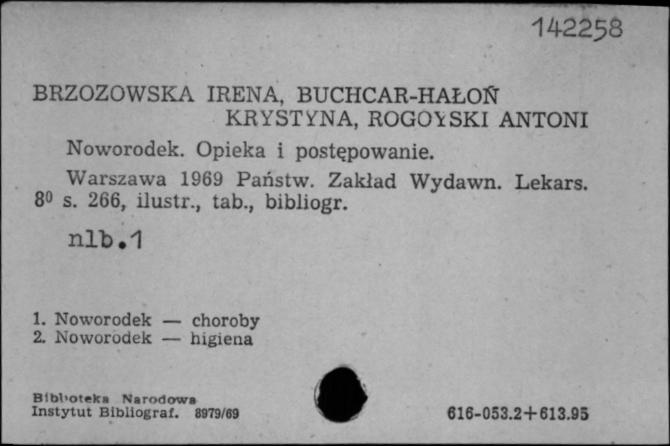 142258
BRZOZOWSKA IRENA, BUCHCAR-HAŁOŃ
KRYSTYNA, ROGOYSKI ANTONI
Noworodek. Opieka i postępowanie.
Warszawa 1969 Państw. Zakład Wydawn. Lekars.
8⁰ s. 266, ilustr., tab., bibliogr.
nlb.1
1. Noworodek — choroby
2. Noworodek — higiena
Biblioteka Narodowa
Instytut Bibliograf. 8979/69
616-053.2+613.95